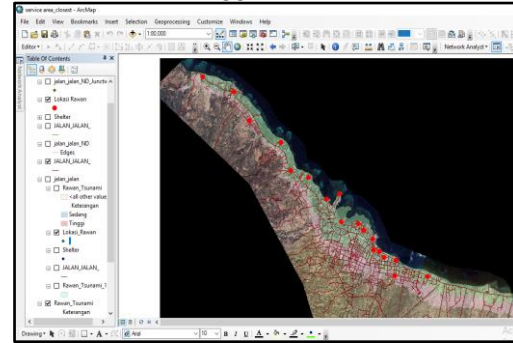 service area_closest - ArcMap
File Edit View Bookmarks Insert Selection Geoprocessing Customize Windows Help
1:100,000
Editor
Network Analyst
Table Of Contents
jalan_jalan_ND_Juncti
Lokasi Rawan
Shelter
JALAN_JALAN_
jalan_jalan_ND
Edges
JALAN_JALAN_
jalan_jalan
Rawan_Tsunami
<all other value
Keterangan
Sedang
Tinggi
Lokasi_Rawan
Shelter
JALAN_JALAN_
Rawan_Tsunami_1
Rawan_Tsunami
Keterangan
Drawing
Arial
10
B I U A